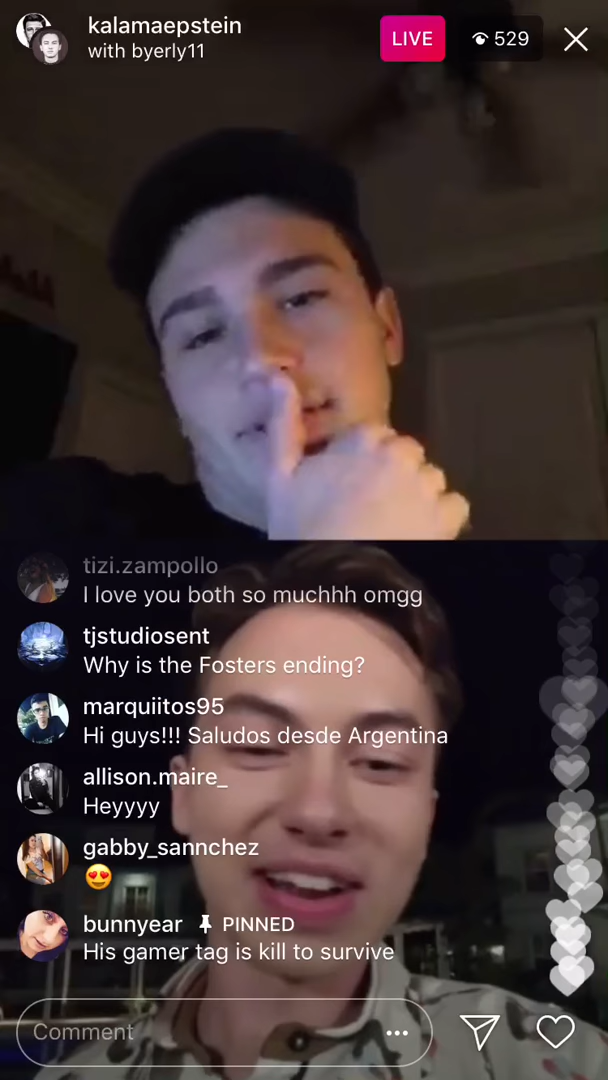 kalamaepstein
with byerly11
LIVE
529
tizi.zampollo
I love you both so muchhh omgg
tjstudiosent
Why is the Fosters ending?
marquiitos95
Hi guys!!! Saludos desde Argentina
allison.maire_
Heyyyy
gabby_sannchez
😍
bunnyear PINNED
His gamer tag is kill to survive
Comment